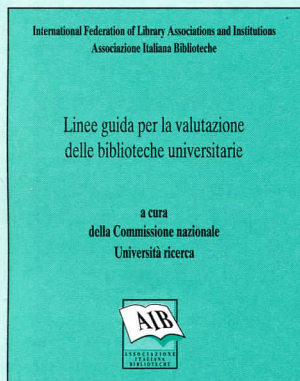 International Federation of Library Associations and Institutions
Associazione Italiana Biblioteche
Linee guida per la valutazione
delle biblioteche universitarie
a cura
della Commissione nazionale
Università ricerca
AIB
ASSOCIAZIONE
ITALIANA
BIBLIOTECHE